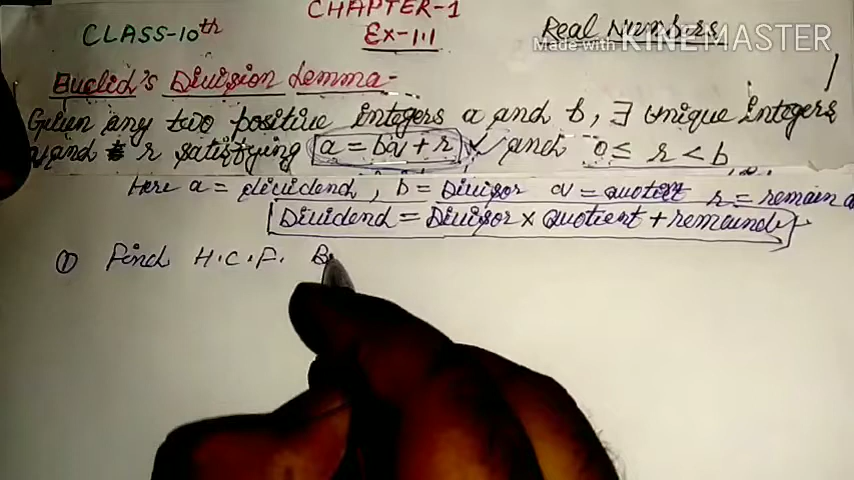 CHAPTER-1
CLASS-10th Ex-1.1 Real Numbers
Made with KINEMASTER
Euclid's Division Lemma-
Given any two positive integers a and b, ∃ unique integers
q and r satisfying a = bq + r and 0 ≤ r < b
Here a = dividend, b = Divisor q = quotient r = remain
Dividend = Divisor × quotient + remainder
① Find H.C.F. B